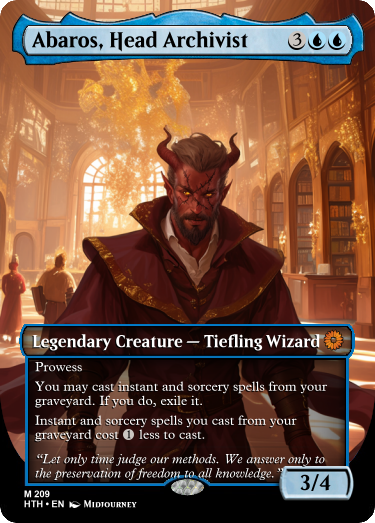 Abaros, Head Archivist 3
Legendary Creature — Tiefling Wizard
Prowess
You may cast instant and sorcery spells from your
graveyard. If you do, exile it.
Instant and sorcery spells you cast from your
graveyard cost 1 less to cast.
“Let only time judge our methods. We answer only to
the preservation of freedom to all knowledge.”
3/4
M 209
HTH • EN Midjourney